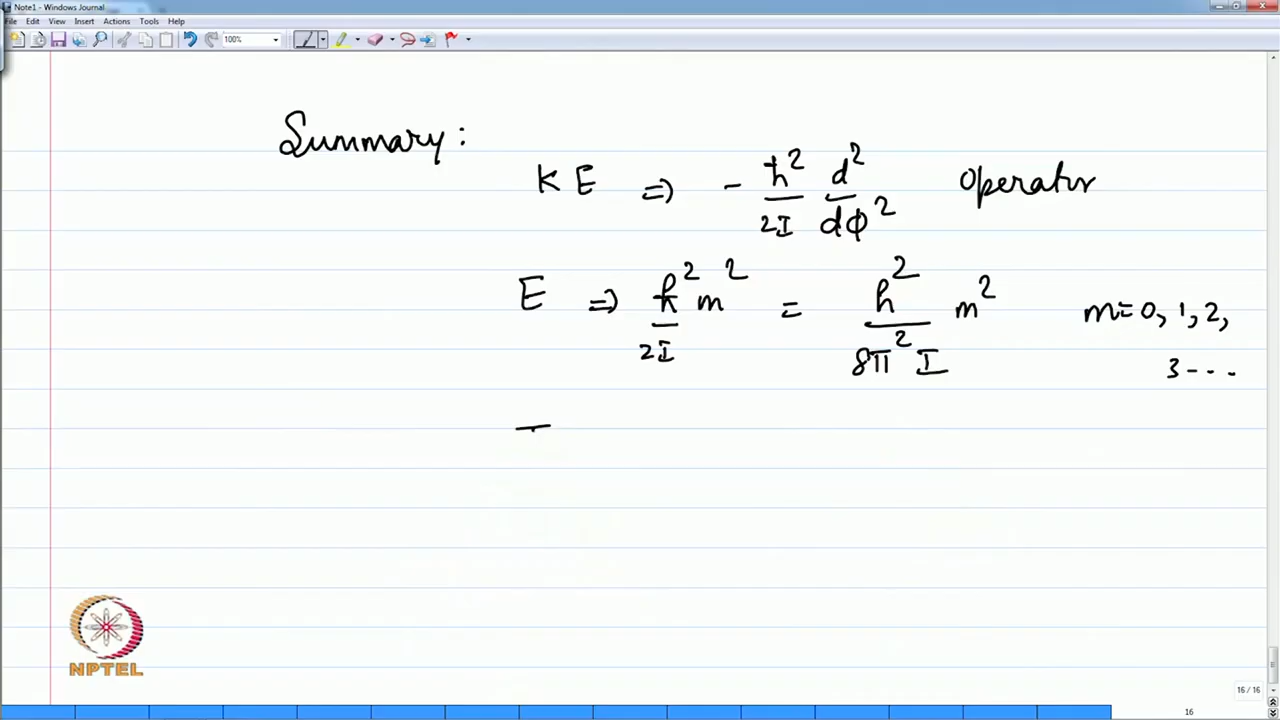 Note1 - Windows Journal
File Edit View Insert Actions Tools Help
100%
Summary:
KE ⇒ - ħ²/2I d²/dϕ² operator
E ⇒ ħ²/2I m² = h²/8π²I m² m=0, 1, 2,
3 - - -
NPTEL
16 / 16
16